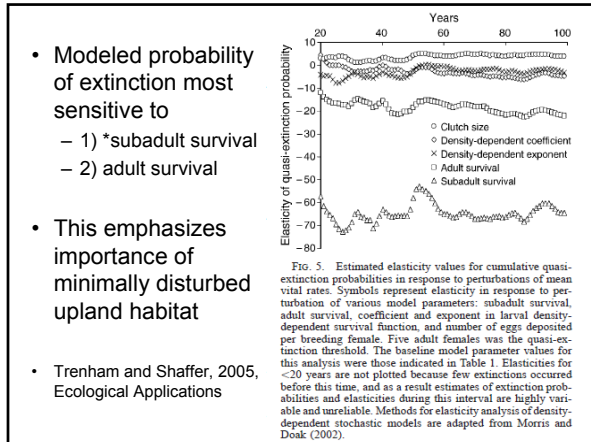 • Modeled probability
of extinction most
sensitive to
– 1) *subadult survival
– 2) adult survival
• This emphasizes
importance of
minimally disturbed
upland habitat
• Trenham and Shaffer, 2005,
Ecological Applications
Years
20 40 60 80 100
10
0
−10
−20
−30
−40
−50
−60
−70
−80
Elasticity of quasi-extinction probability
○ Clutch size
◇ Density-dependent coefficient
× Density-dependent exponent
□ Adult survival
△ Subadult survival
FIG. 5. Estimated elasticity values for cumulative quasi-
extinction probabilities in response to perturbations of mean
vital rates. Symbols represent elasticity in response to per-
turbation of various model parameters: subadult survival,
adult survival, coefficient and exponent in larval density-
dependent survival function, and number of eggs deposited
per breeding female. Five adult females was the quasi-ex-
tinction threshold. The baseline model parameter values for
this analysis were those indicated in Table 1. Elasticities for
<20 years are not plotted because few extinctions occurred
before this time, and as a result estimates of extinction prob-
abilities and elasticities during this interval are highly vari-
able and unreliable. Methods for elasticity analysis of density-
dependent stochastic models are adapted from Morris and
Doak (2002).